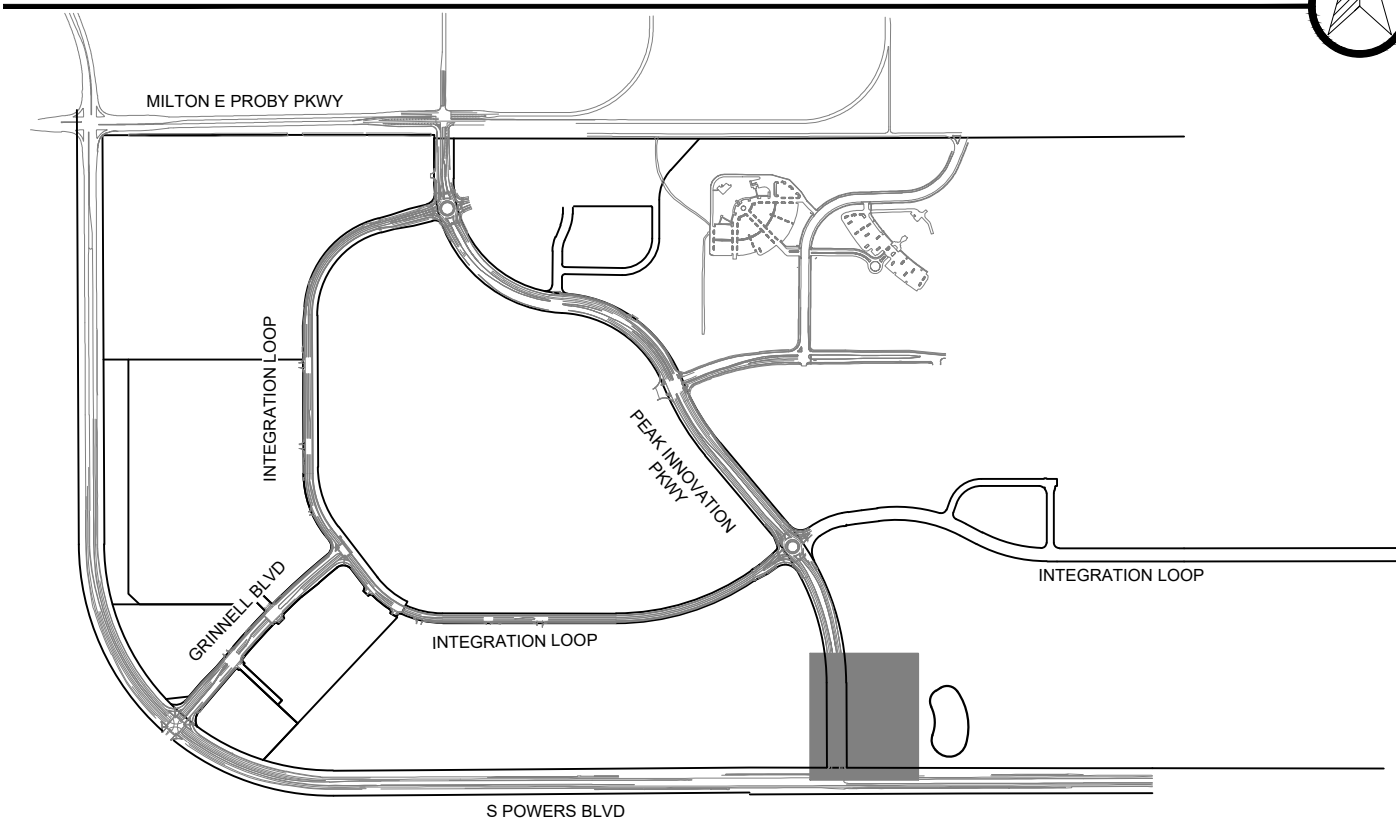 MILTON E PROBY PKWY
INTEGRATION LOOP
PEAK INNOVATION
PKWY
INTEGRATION LOOP
GRINNELL BLVD
INTEGRATION LOOP
S POWERS BLVD